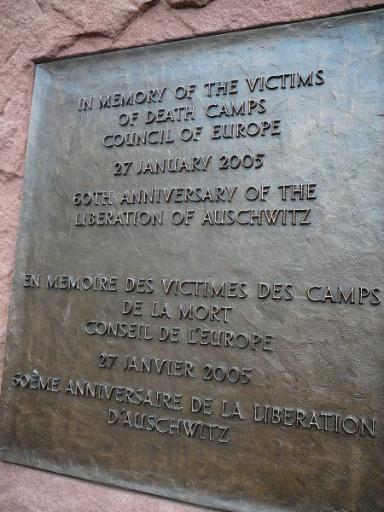 IN MEMORY OF THE VICTIMS
OF DEATH CAMPS
COUNCIL OF EUROPE
27 JANUARY 2005
60TH ANNIVERSARY OF THE
LIBERATION OF AUSCHWITZ
EN MEMOIRE DES VICTIMES DES CAMPS
DE LA MORT
CONSEIL DE L'EUROPE
27 JANVIER 2005
60ÈME ANNIVERSAIRE DE LA LIBERATION
D'AUSCHWITZ